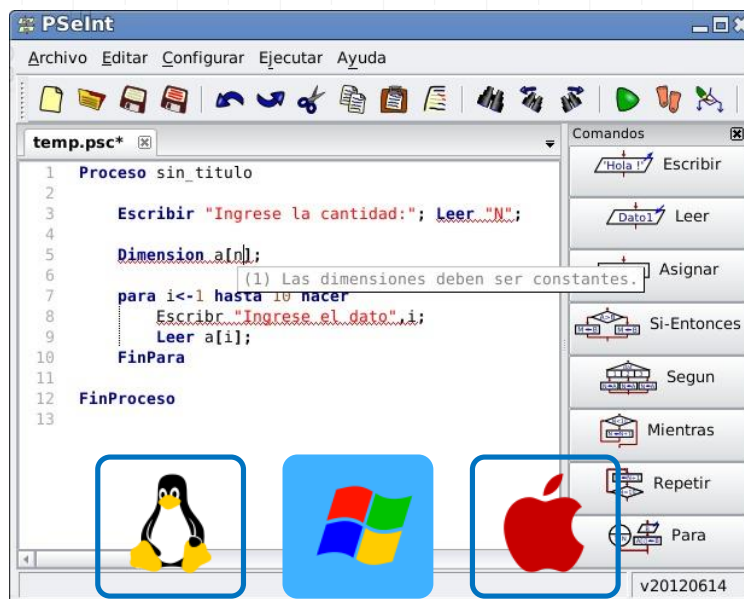 PSeInt
Archivo Editar Configurar Ejecutar Ayuda
temp.psc*
Comandos
1 Proceso sin_titulo
2
3 Escribir "Ingrese la cantidad:"; Leer "N";
4
5 Dimension a[n];
6 (1) Las dimensiones deben ser constantes.
7 para i<-1 hasta 10 hacer
8 Escribr "Ingrese el dato",i;
9 Leer a[i];
10 FinPara
11
12 FinProceso
13
'Hola !' Escribir
Dato1 Leer
Asignar
Si-Entonces
Segun
Mientras
Repetir
Para
v20120614